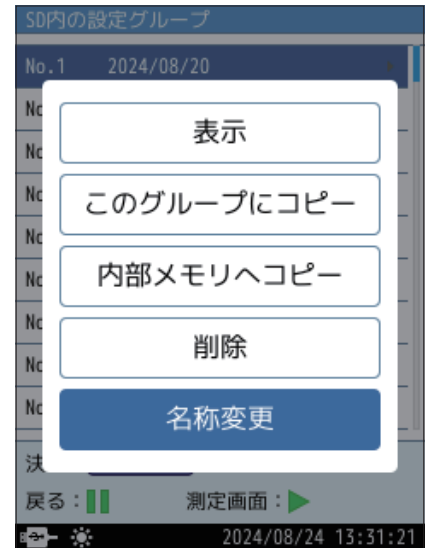 SD内の設定グループ
No.1 2024/08/20
表示
このグループにコピー
内部メモリへコピー
削除
名称変更
戻る：
測定画面：
2024/08/24 13:31:21